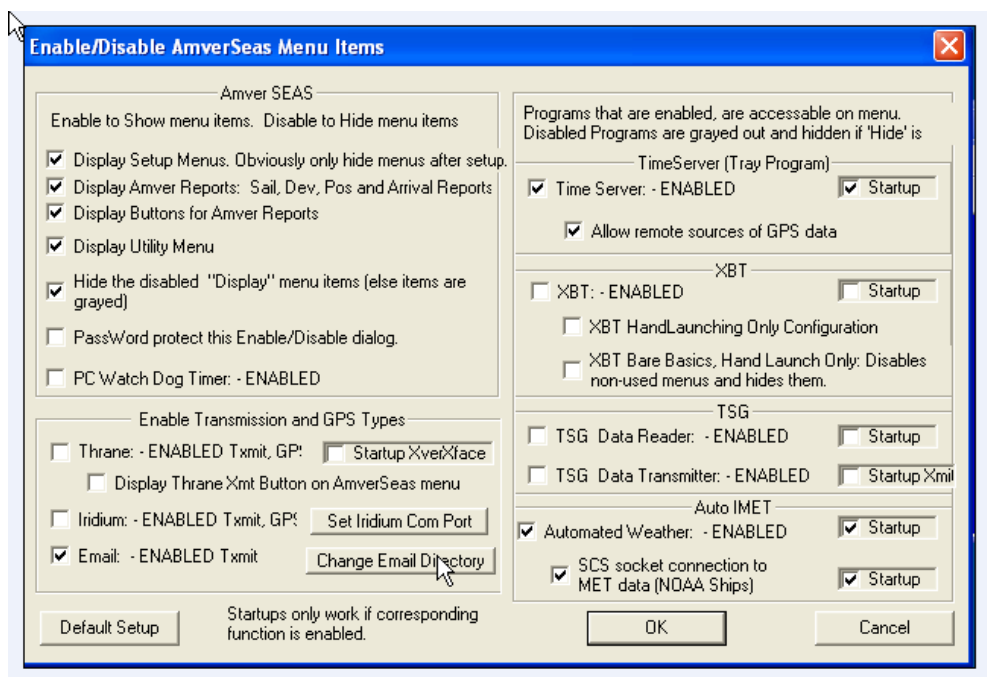 Enable/Disable AmverSeas Menu Items
Amver SEAS
Enable to Show menu items. Disable to Hide menu items
Display Setup Menus. Obviously only hide menus after setup.
Display Amver Reports: Sail, Dev, Pos and Arrival Reports
Display Buttons for Amver Reports
Display Utility Menu
Hide the disabled "Display" menu items (else items are
grayed)
PassWord protect this Enable/Disable dialog.
PC Watch Dog Timer: - ENABLED
Enable Transmission and GPS Types
Thrane: - ENABLED Txmit, GPS
Startup XverXface
Display Thrane Xmt Button on AmverSeas menu
Iridium: - ENABLED Txmit, GPS
Set Iridium Com Port
Email: - ENABLED Txmit
Change Email Directory
Default Setup
Startups only work if corresponding
function is enabled.
Programs that are enabled, are accessable on menu.
Disabled Programs are grayed out and hidden if 'Hide' is
TimeServer (Tray Program)
Time Server: - ENABLED
Startup
Allow remote sources of GPS data
XBT
XBT: - ENABLED
Startup
XBT HandLaunching Only Configuration
XBT Bare Basics, Hand Launch Only: Disables
non-used menus and hides them.
TSG
TSG Data Reader: - ENABLED
Startup
TSG Data Transmitter: - ENABLED
Startup Xmit
Auto IMET
Automated Weather: - ENABLED
Startup
SCS socket connection to
MET data (NOAA Ships)
Startup
OK
Cancel